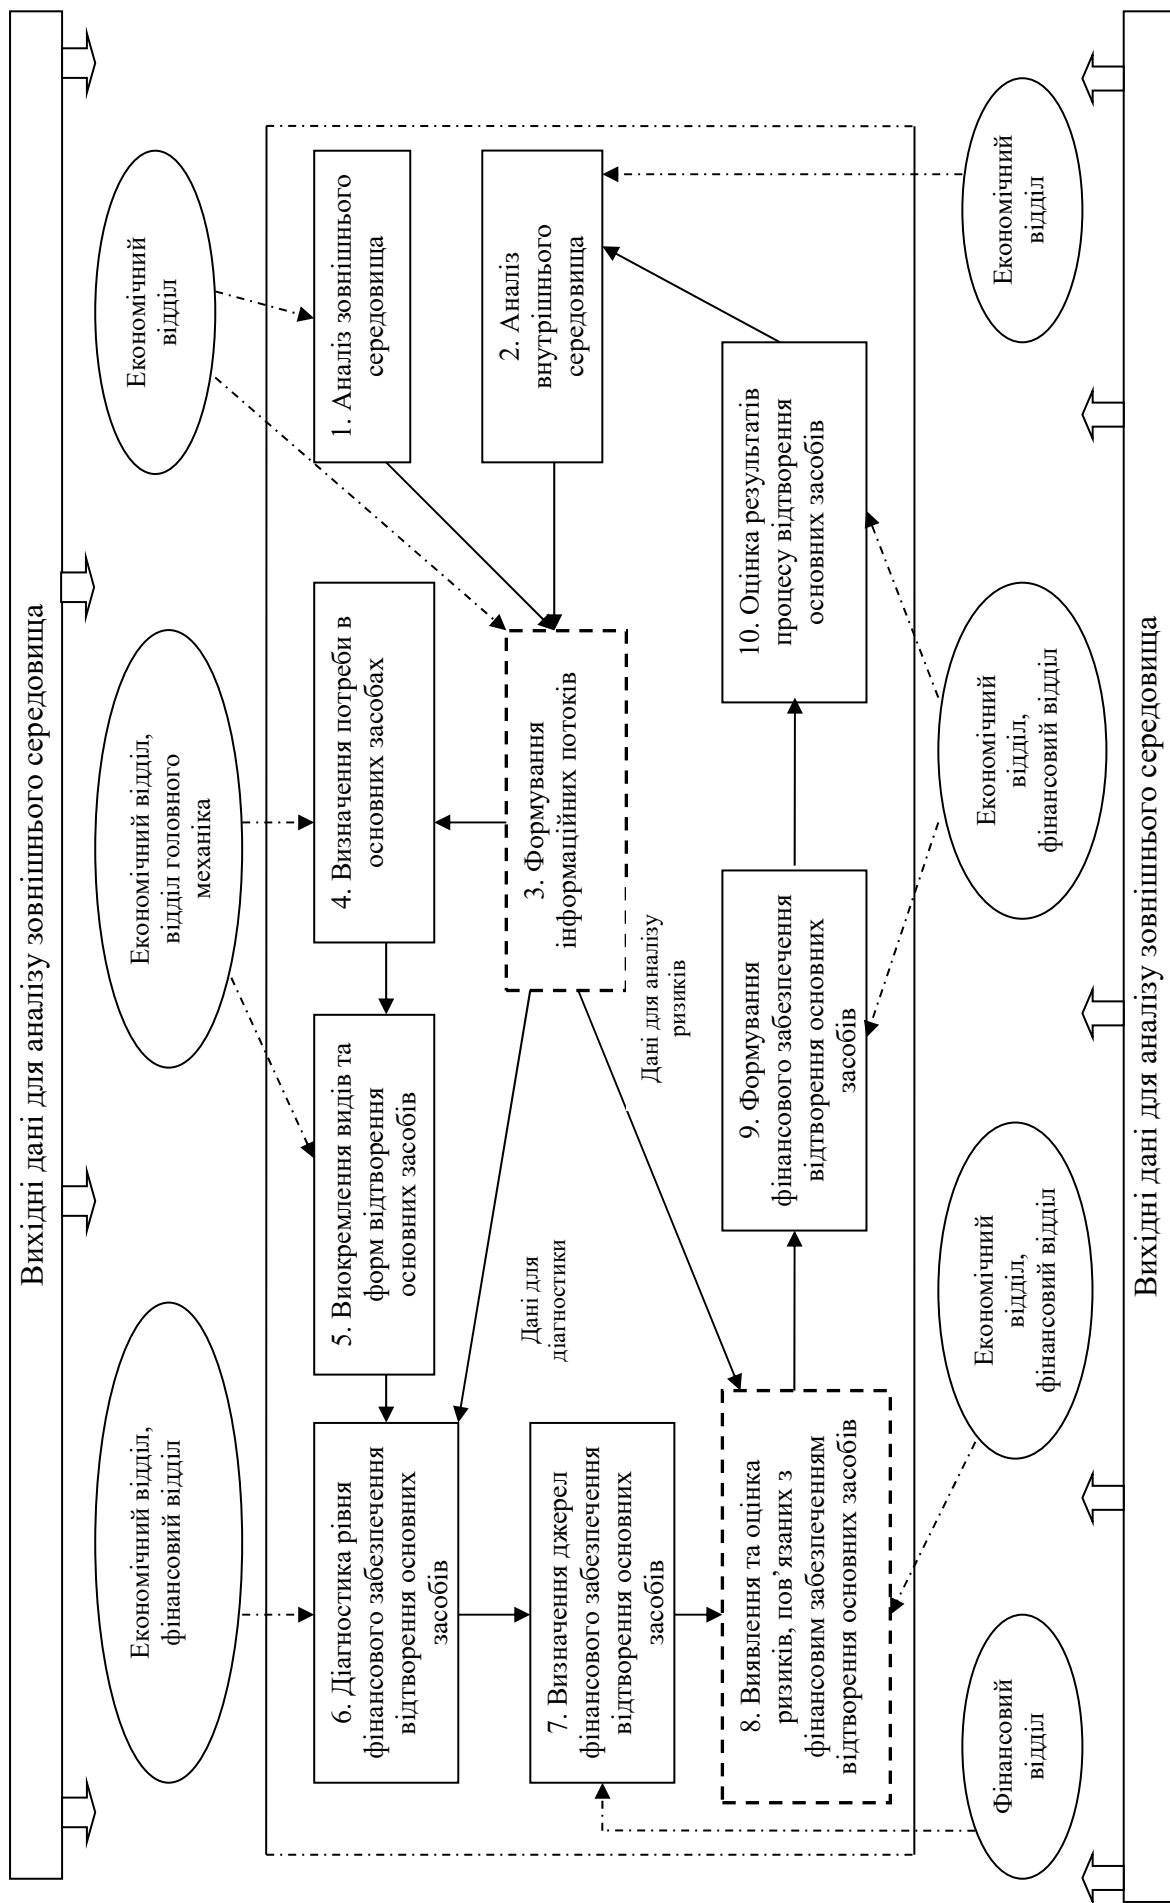 Вихідні дані для аналізу зовнішнього середовища
Економічний відділ,
фінансовий відділ
Економічний відділ,
відділ головного
механіка
Економічний
відділ
6. Діагностика рівня
фінансового забезпечення
відтворення основних
засобів
5. Виокремлення видів та
форм відтворення
основних засобів
4. Визначення потреби в
основних засобах
1. Аналіз зовнішнього
середовища
7. Визначення джерел
фінансового забезпечення
відтворення основних
засобів
Дані для
діагностики
3. Формування
інформаційних потоків
2. Аналіз
внутрішнього
середовища
Дані для аналізу
ризиків
8. Виявлення та оцінка
ризиків, пов’язаних з
фінансовим забезпеченням
відтворення основних засобів
9. Формування
фінансового забезпечення
відтворення основних
засобів
10. Оцінка результатів
процесу відтворення
основних засобів
Фінансовий
відділ
Економічний
відділ,
фінансовий відділ
Економічний
відділ,
фінансовий відділ
Економічний
відділ
Вихідні дані для аналізу зовнішнього середовища